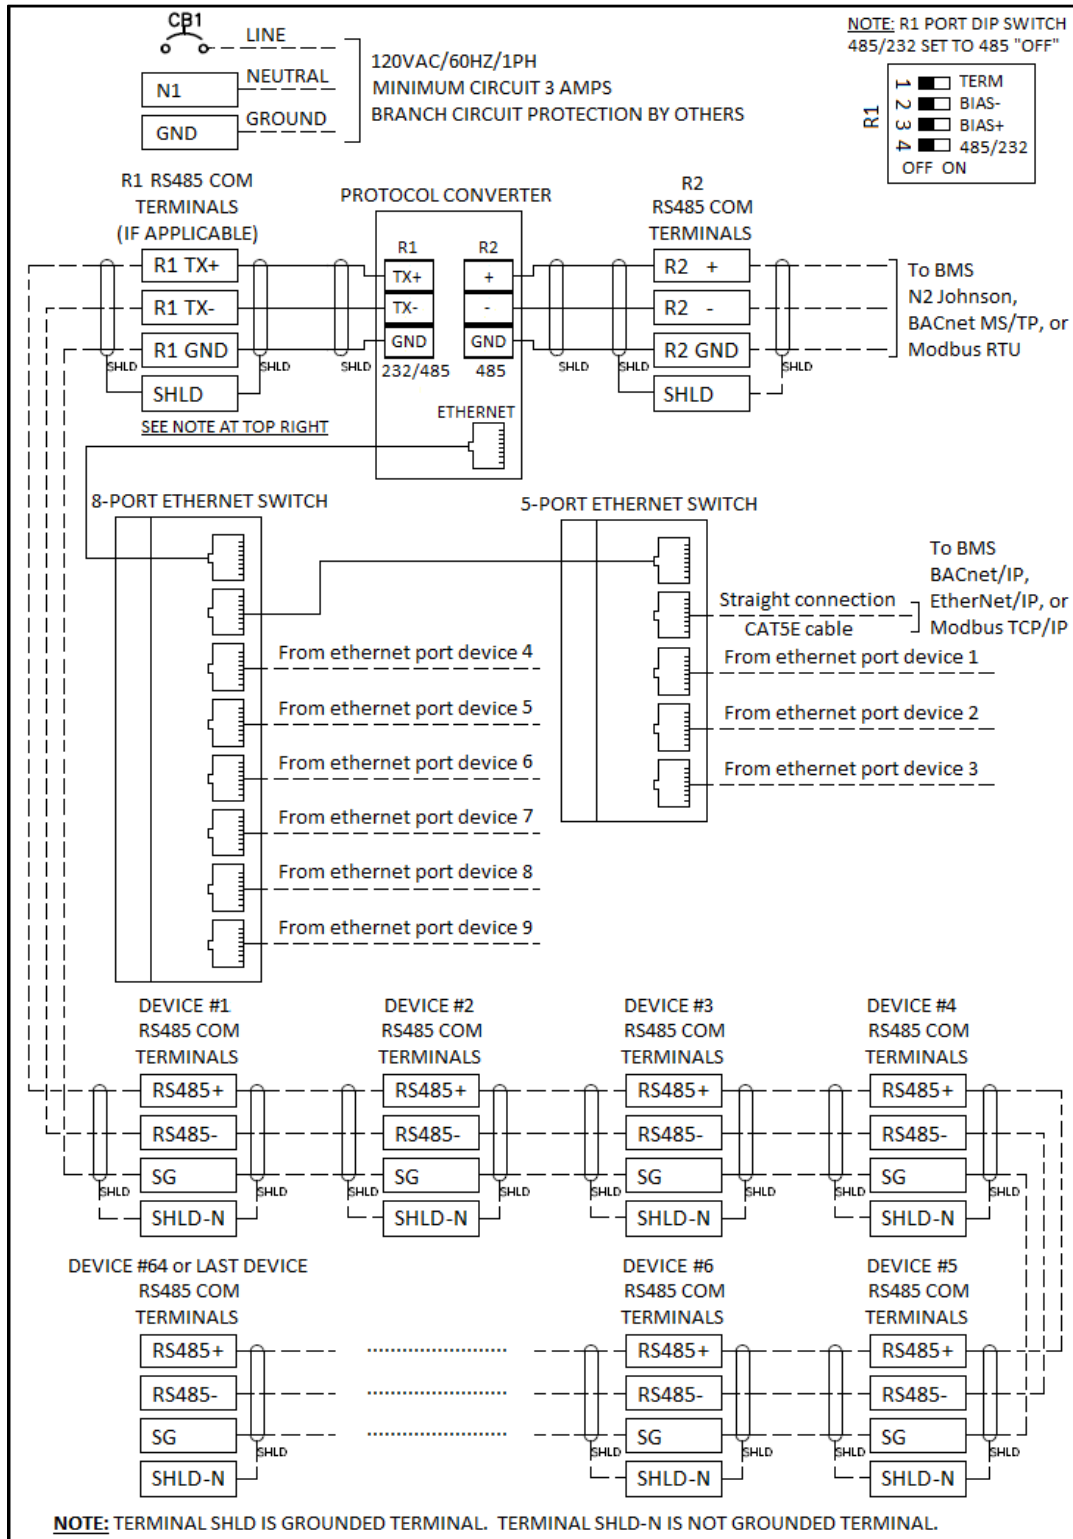 CB1
LINE
N1
NEUTRAL
GND
GROUND
120VAC/60HZ/1PH
MINIMUM CIRCUIT 3 AMPS
BRANCH CIRCUIT PROTECTION BY OTHERS
NOTE: R1 PORT DIP SWITCH
485/232 SET TO 485 "OFF"
R1
1 TERM
2 BIAS-
3 BIAS+
4 485/232
OFF ON
R1 RS485 COM
TERMINALS
(IF APPLICABLE)
R1 TX+
R1 TX-
R1 GND
SHLD
SHLD
SHLD
SHLD
SEE NOTE AT TOP RIGHT
PROTOCOL CONVERTER
R1
TX+
TX-
GND
232/485
R2
+
-
GND
485
ETHERNET
R2
RS485 COM
TERMINALS
R2 +
R2 -
R2 GND
SHLD
SHLD
SHLD
SHLD
To BMS
N2 Johnson,
BACnet MS/TP, or
Modbus RTU
8-PORT ETHERNET SWITCH
From ethernet port device 4
From ethernet port device 5
From ethernet port device 6
From ethernet port device 7
From ethernet port device 8
From ethernet port device 9
5-PORT ETHERNET SWITCH
Straight connection
CAT5E cable
To BMS
BACnet/IP,
EtherNet/IP, or
Modbus TCP/IP
From ethernet port device 1
From ethernet port device 2
From ethernet port device 3
DEVICE #1
RS485 COM
TERMINALS
RS485+
RS485-
SG
SHLD-N
SHLD
SHLD
DEVICE #2
RS485 COM
TERMINALS
RS485+
RS485-
SG
SHLD-N
SHLD
SHLD
DEVICE #3
RS485 COM
TERMINALS
RS485+
RS485-
SG
SHLD-N
SHLD
SHLD
DEVICE #4
RS485 COM
TERMINALS
RS485+
RS485-
SG
SHLD-N
SHLD
SHLD
DEVICE #64 or LAST DEVICE
RS485 COM
TERMINALS
RS485+
RS485-
SG
SHLD-N
SHLD
DEVICE #6
RS485 COM
TERMINALS
RS485+
RS485-
SG
SHLD-N
SHLD
SHLD
DEVICE #5
RS485 COM
TERMINALS
RS485+
RS485-
SG
SHLD-N
SHLD
SHLD
NOTE: TERMINAL SHLD IS GROUNDED TERMINAL. TERMINAL SHLD-N IS NOT GROUNDED TERMINAL.